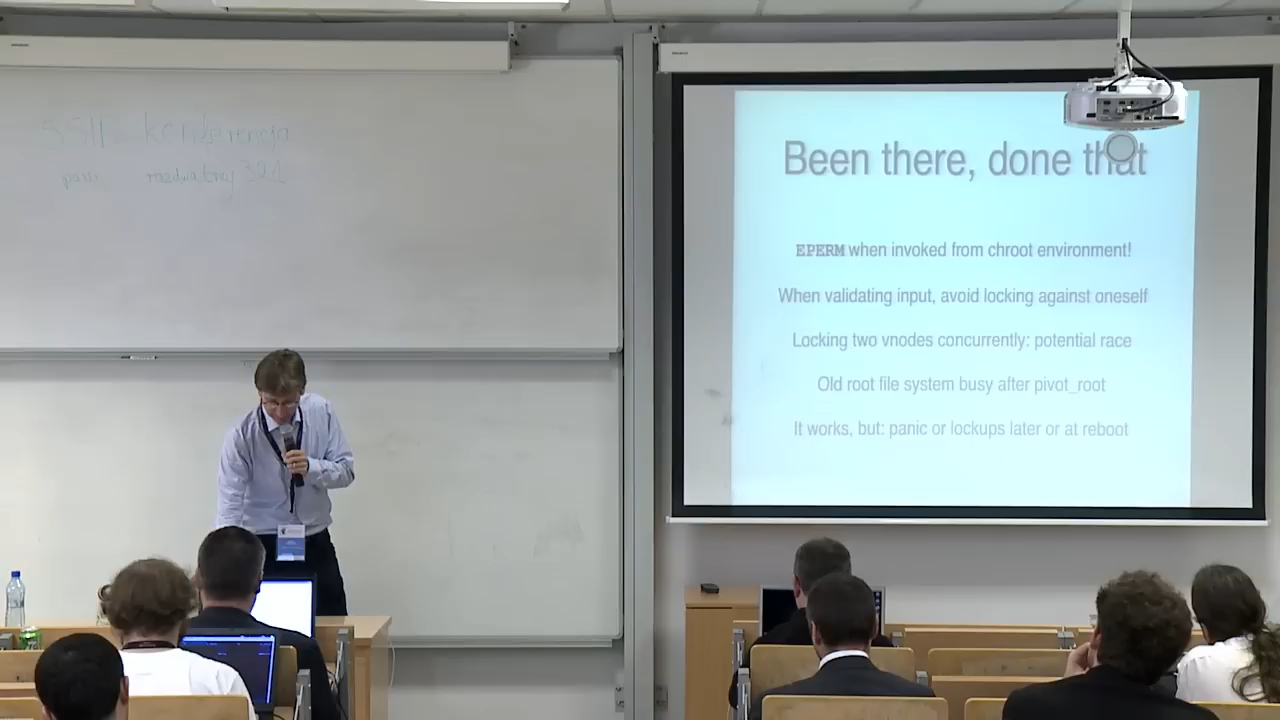 SSII - konferencja
Been there, done that
EPERM when invoked from chroot environment!
When validating input, avoid locking against oneself
Locking two vnodes concurrently: potential race
Old root file system busy after pivot_root
It works, but: panic or lockups later or at reboot